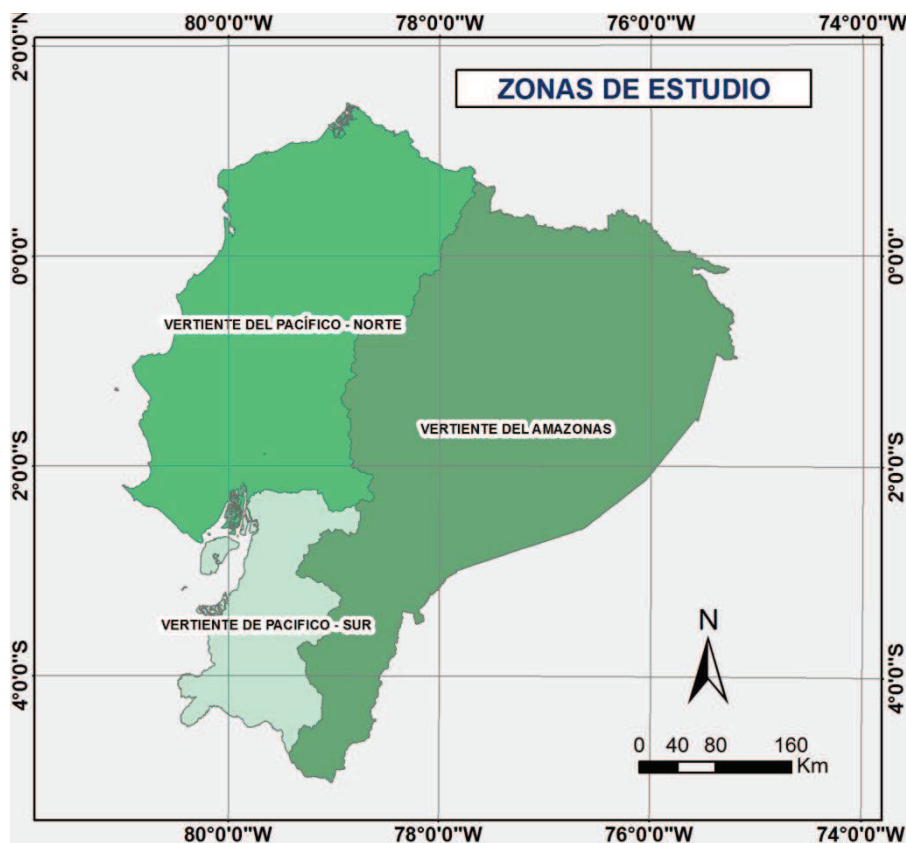 80°0'0"W 78°0'0"W 76°0'0"W 74°0'0"W
2°0'0"N
ZONAS DE ESTUDIO
0°0'0" 0°0'0"
VERTIENTE DEL PACÍFICO - NORTE
VERTIENTE DEL AMAZONAS
2°0'0"S 2°0'0"S
VERTIENTE DE PACIFICO - SUR
N
4°0'0"S 4°0'0"S
0 40 80 160
Km
80°0'0"W 78°0'0"W 76°0'0"W 74°0'0"W